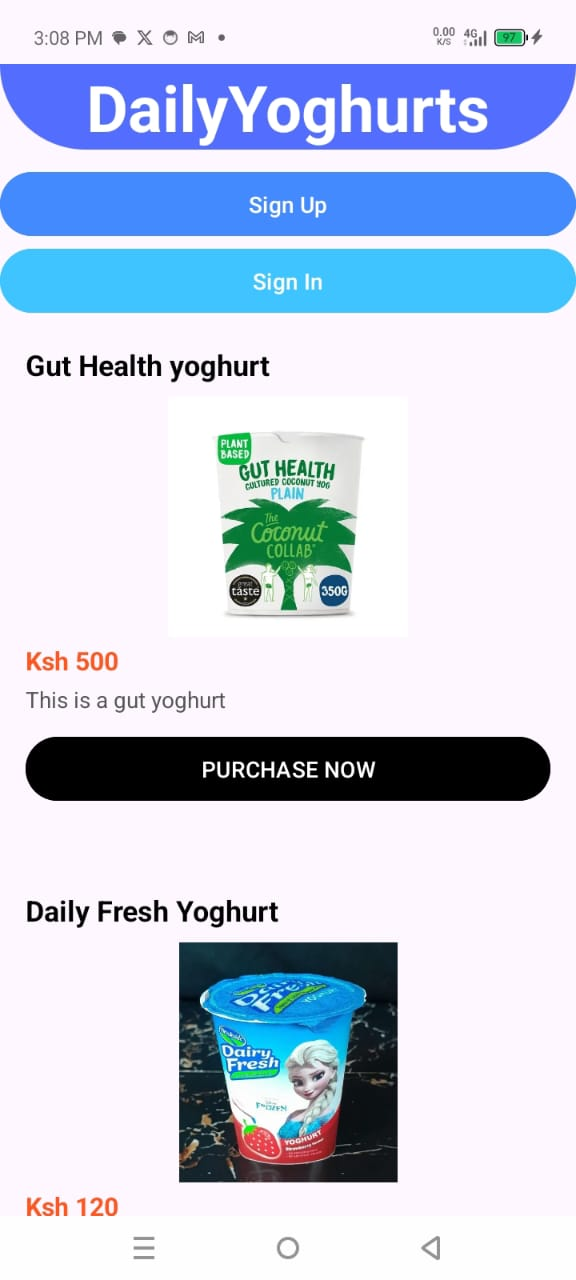 3:08 PM
0.00
K/S
4G
97
DailyYoghurts
Sign Up
Sign In
Gut Health yoghurt
PLANT
BASED
GUT HEALTH
CULTURED COCONUT YOG
PLAIN
The
Coconut
COLLAB
great
taste
350G
Ksh 500
This is a gut yoghurt
PURCHASE NOW
Daily Fresh Yoghurt
Dairy
Fresh
FROZEN
YOGHURT
Ksh 120